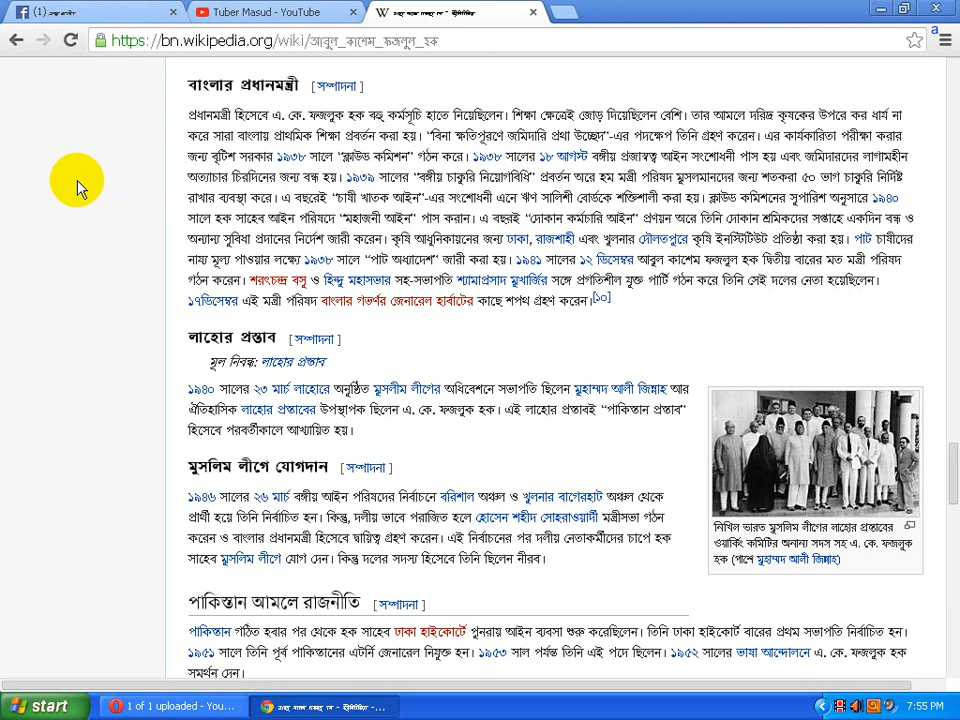 Tuber Masud - YouTube
https://bn.wikipedia.org/wiki/আবুল_কাশেম_ফজলুল_হক
বাংলার প্রধানমন্ত্রী [ সম্পাদনা ]
প্রধানমন্ত্রী হিসেবে এ. কে. ফজলুক হক বহু কর্মসূচি হাতে নিয়েছিলেন। শিক্ষা ক্ষেত্রেই জোড় দিয়েছিলেন বেশি। তার আমলে দরিদ্র কৃষকের উপরে কর ধার্য না
করে সারা বাংলায় প্রাথমিক শিক্ষা প্রবর্তন করা হয়। “বিনা ক্ষতিপূরণে জমিদারি প্রথা উচ্ছেদ”-এর পদক্ষেপ তিনি গ্রহণ করেন। এর কার্যকারিতা পরীক্ষা করার
জন্য বৃটিশ সরকার ১৯৩৮ সালে “ক্লাউড কমিশন” গঠন করে। ১৯৩৮ সালের ১৮ আগস্ট বঙ্গীয় প্রজাস্বত্ব আইন সংশোধনী পাস হয় এবং জমিদারদের লাগামহীন
অত্যাচার চিরদিনের জন্য বন্ধ হয়। ১৯৩৯ সালের “বঙ্গীয় চাকুরি নিয়োগবিধি” প্রবর্তন অরে হম মন্ত্রী পরিষদ মুসলমানদের জন্য শতকরা ৫০ ভাগ চাকুরি নির্দিষ্ট
রাখার ব্যবস্থা করে। এ বছরেই “চাষী খাতক আইন”-এর সংশোধনী এনে ঋণ সালিশী বোর্ডকে শক্তিশালী করা হয়। ক্লাউড কমিশনের সুপারিশ অনুসারে ১৯৪০
সালে হক সাহেব আইন পরিষদে “মহাজনী আইন” পাস করান। এ বছরই “দোকান কর্মচারি আইন” প্রণয়ন অরে তিনি দোকান শ্রমিকদের সপ্তাহে একদিন বন্ধ ও
অন্যান্য সুবিধা প্রদানের নির্দেশ জারী করেন। কৃষি আধুনিকায়নের জন্য ঢাকা, রাজশাহী এবং খুলনার দৌলতপুরে কৃষি ইনস্টিটিউট প্রতিষ্ঠা করা হয়। পাট চাষীদের
নায্য মূল্য পাওয়ার লক্ষ্যে ১৯৩৮ সালে “পাট অধ্যাদেশ” জারী করা হয়। ১৯৪১ সালের ১২ ডিসেম্বর আবুল কাশেম ফজলুল হক দ্বিতীয় বারের মত মন্ত্রী পরিষদ
গঠন করেন। শরৎচন্দ্র বসু ও হিন্দু মহাসভার সহ-সভাপতি শ্যামাপ্রসাদ মুখার্জির সঙ্গে প্রগতিশীল যুক্ত পার্টি গঠন করে তিনি সেই দলের নেতা হয়েছিলেন।
১৭ডিসেম্বর এই মন্ত্রী পরিষদ বাংলার গভর্ণর জেনারেল হার্বাটের কাছে শপথ গ্রহণ করেন।[১০]
লাহোর প্রস্তাব [ সম্পাদনা ]
মূল নিবন্ধ: লাহোর প্রস্তাব
১৯৪০ সালের ২৩ মার্চ লাহোরে অনুষ্ঠিত মুসলীম লীগের অধিবেশনে সভাপতি ছিলেন মুহাম্মদ আলী জিন্নাহ আর
ঐতিহাসিক লাহোর প্রস্তাবের উপস্থাপক ছিলেন এ. কে. ফজলুক হক। এই লাহোর প্রস্তাবই “পাকিস্তান প্রস্তাব”
হিসেবে পরবর্তীকালে আখ্যায়িত হয়।
নিখিল ভারত মুসলিম লীগের লাহোর প্রস্তাবের
ওয়ার্কিং কমিটির অনান্য সদস সহ এ. কে. ফজলুক
হক (পাশে মুহাম্মদ আলী জিন্নাহ)
মুসলিম লীগে যোগদান [ সম্পাদনা ]
১৯৪৬ সালের ২৬ মার্চ বঙ্গীয় আইন পরিষদের নির্বাচনে বরিশাল অঞ্চল ও খুলনার বাগেরহাট অঞ্চল থেকে
প্রার্থী হয়ে তিনি নির্বাচিত হন। কিন্তু, দলীয় ভাবে পরাজিত হলে হোসেন শহীদ সোহরাওয়ার্দী মন্ত্রীসভা গঠন
করেন ও বাংলার প্রধানমন্ত্রী হিসেবে দ্বায়িত্ব গ্রহণ করেন। এই নির্বাচনের পর দলীয় নেতাকর্মীদের চাপে হক
সাহেব মুসলিম লীগে যোগ দেন। কিন্তু দলের সদস্য হিসেবে তিনি ছিলেন নীরব।
পাকিস্তান আমলে রাজনীতি [ সম্পাদনা ]
পাকিস্তান গঠিত হবার পর থেকে হক সাহেব ঢাকা হাইকোর্টে পুনরায় আইন ব্যবসা শুরু করেছিলেন। তিনি ঢাকা হাইকোর্ট বারের প্রথম সভাপতি নির্বাচিত হন।
১৯৫১ সালে তিনি পূর্ব পাকিস্তানের এটর্নি জেনারেল নিযুক্ত হন। ১৯৫৩ সাল পর্যন্ত তিনি এই পদে ছিলেন। ১৯৫২ সালের ভাষা আন্দোলনে এ. কে. ফজলুক হক
সমর্থন দেন।
start 1 of 1 uploaded - You... 7:55 PM